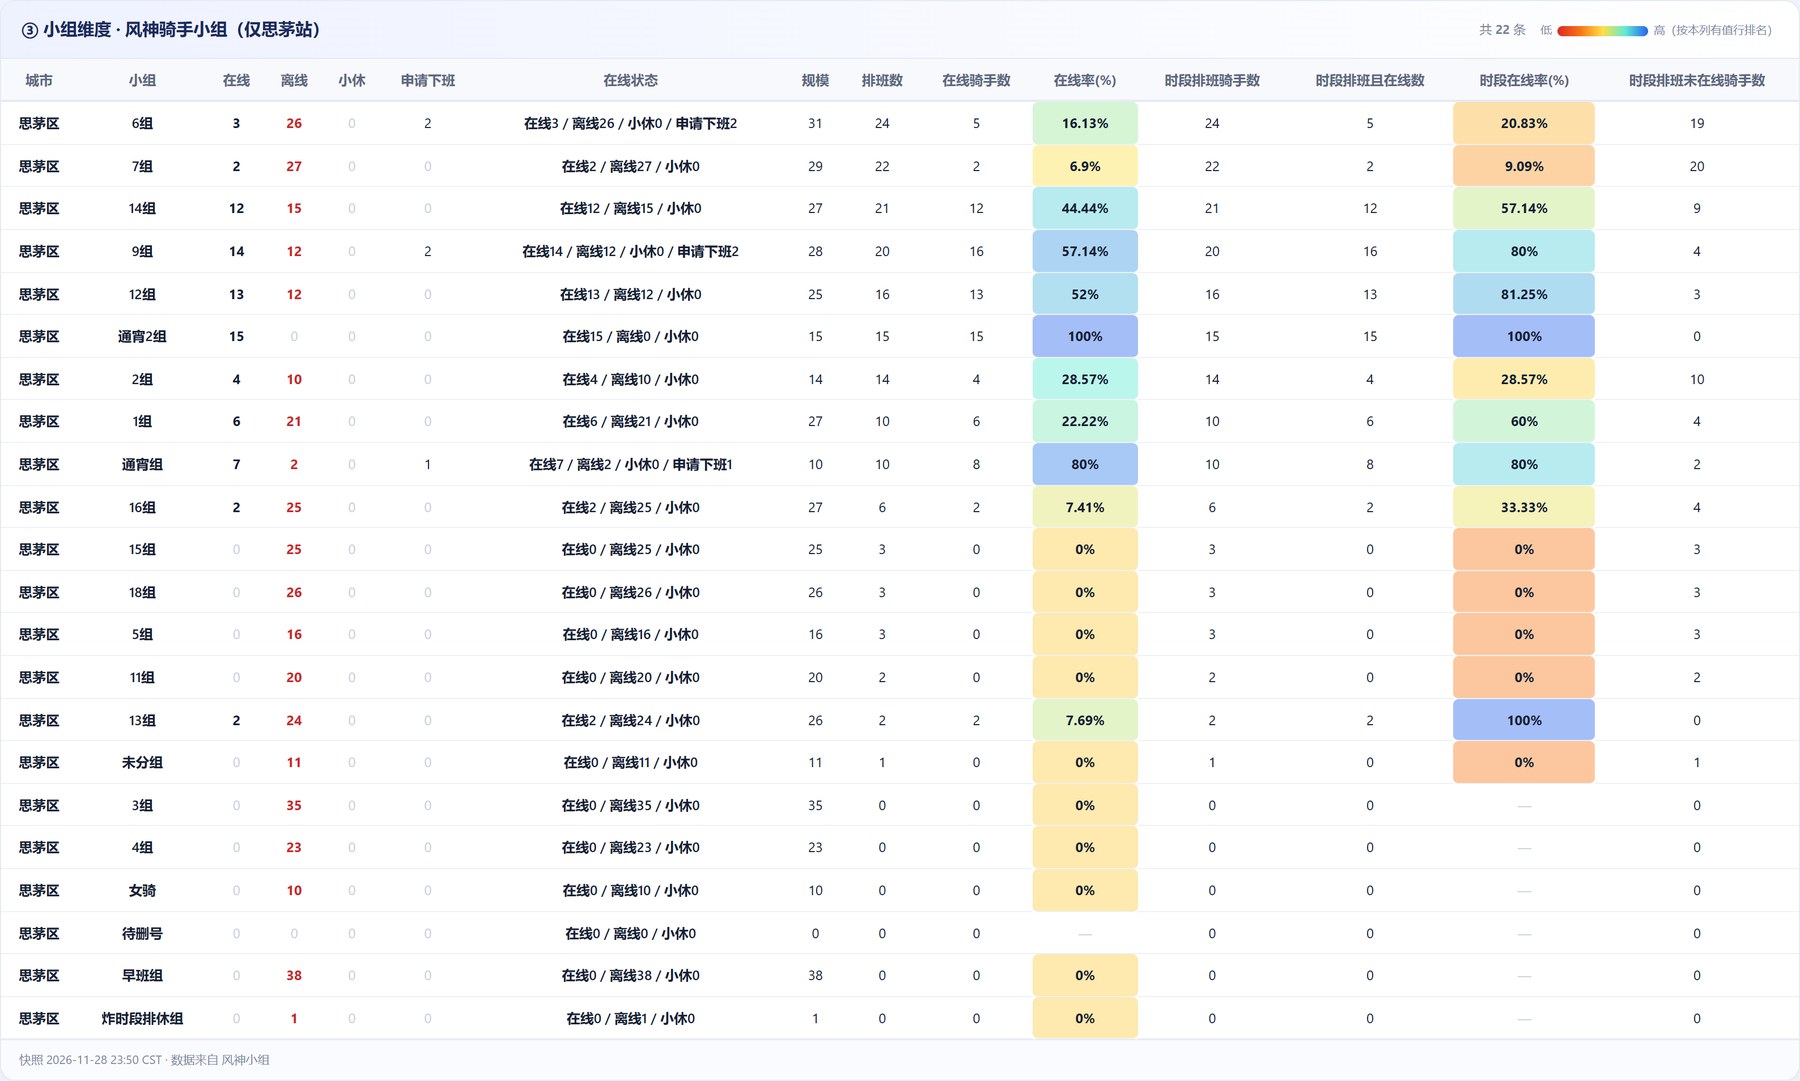 ③ 小组维度 · 风神骑手小组（仅思茅站）
共 22 条 低 高 (按本列有值行排名)
城市 小组 在线 离线 小休 申请下班 在线状态 规模 排班数 在线骑手数 在线率(%) 时段排班骑手数 时段排班且在线数 时段在线率(%) 时段排班未在线骑手数
思茅区 6组 3 26 0 2 在线3 / 离线26 / 小休0 / 申请下班2 31 24 5 16.13% 24 5 20.83% 19
思茅区 7组 2 27 0 0 在线2 / 离线27 / 小休0 29 22 2 6.9% 22 2 9.09% 20
思茅区 14组 12 15 0 0 在线12 / 离线15 / 小休0 27 21 12 44.44% 21 12 57.14% 9
思茅区 9组 14 12 0 2 在线14 / 离线12 / 小休0 / 申请下班2 28 20 16 57.14% 20 16 80% 4
思茅区 12组 13 12 0 0 在线13 / 离线12 / 小休0 25 16 13 52% 16 13 81.25% 3
思茅区 通宵2组 15 0 0 0 在线15 / 离线0 / 小休0 15 15 15 100% 15 15 100% 0
思茅区 2组 4 10 0 0 在线4 / 离线10 / 小休0 14 14 4 28.57% 14 4 28.57% 10
思茅区 1组 6 21 0 0 在线6 / 离线21 / 小休0 27 10 6 22.22% 10 6 60% 4
思茅区 通宵组 7 2 0 1 在线7 / 离线2 / 小休0 / 申请下班1 10 10 8 80% 10 8 80% 2
思茅区 16组 2 25 0 0 在线2 / 离线25 / 小休0 27 6 2 7.41% 6 2 33.33% 4
思茅区 15组 0 25 0 0 在线0 / 离线25 / 小休0 25 3 0 0% 3 0 0% 3
思茅区 18组 0 26 0 0 在线0 / 离线26 / 小休0 26 3 0 0% 3 0 0% 3
思茅区 5组 0 16 0 0 在线0 / 离线16 / 小休0 16 3 0 0% 3 0 0% 3
思茅区 11组 0 20 0 0 在线0 / 离线20 / 小休0 20 2 0 0% 2 0 0% 2
思茅区 13组 2 24 0 0 在线2 / 离线24 / 小休0 26 2 2 7.69% 2 2 100% 0
思茅区 未分组 0 11 0 0 在线0 / 离线11 / 小休0 11 1 0 0% 1 0 0% 1
思茅区 3组 0 35 0 0 在线0 / 离线35 / 小休0 35 0 0 0% 0 0 — 0
思茅区 4组 0 23 0 0 在线0 / 离线23 / 小休0 23 0 0 0% 0 0 — 0
思茅区 女骑 0 10 0 0 在线0 / 离线10 / 小休0 10 0 0 0% 0 0 — 0
思茅区 待删号 0 0 0 0 在线0 / 离线0 / 小休0 0 0 0 — 0 0 — 0
思茅区 早班组 0 38 0 0 在线0 / 离线38 / 小休0 38 0 0 0% 0 0 — 0
思茅区 炸时段排休组 0 1 0 0 在线0 / 离线1 / 小休0 1 0 0 0% 0 0 — 0
快照 2026-11-28 23:50 CST · 数据来自 风神小组